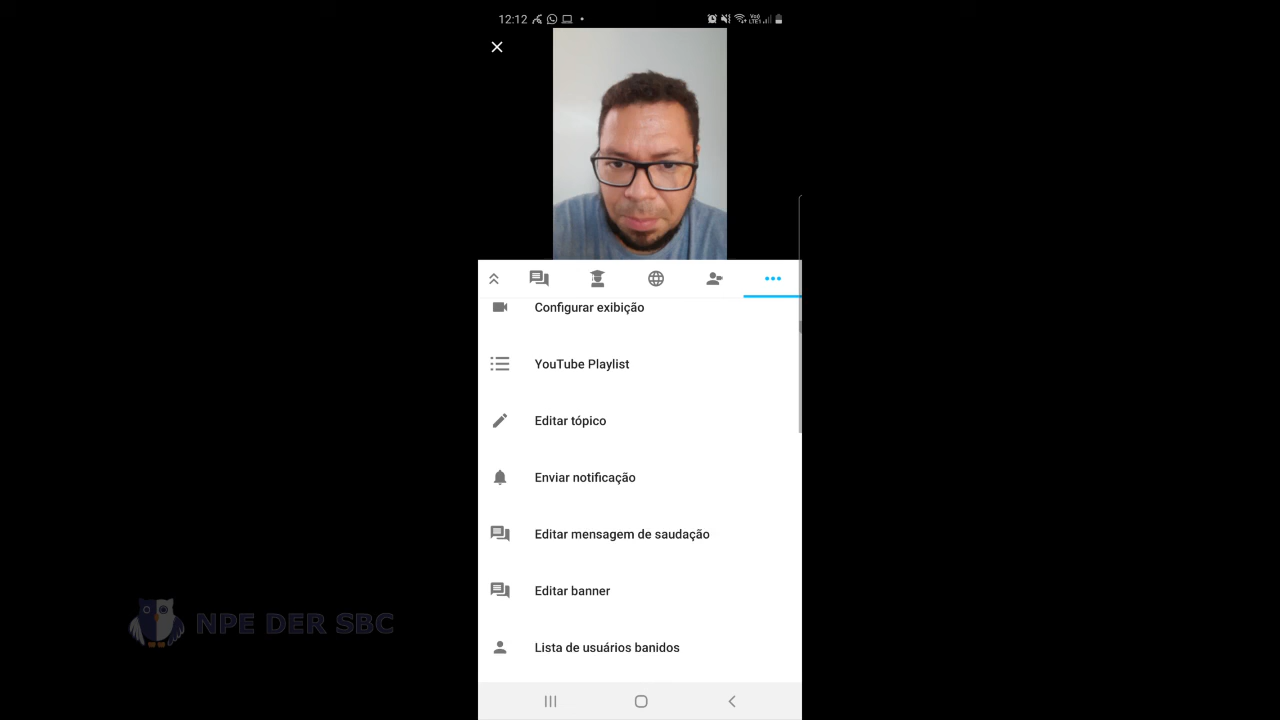 12:12
Configurar exibição
YouTube Playlist
Editar tópico
Enviar notificação
Editar mensagem de saudação
Editar banner
Lista de usuários banidos
NPE DER SBC